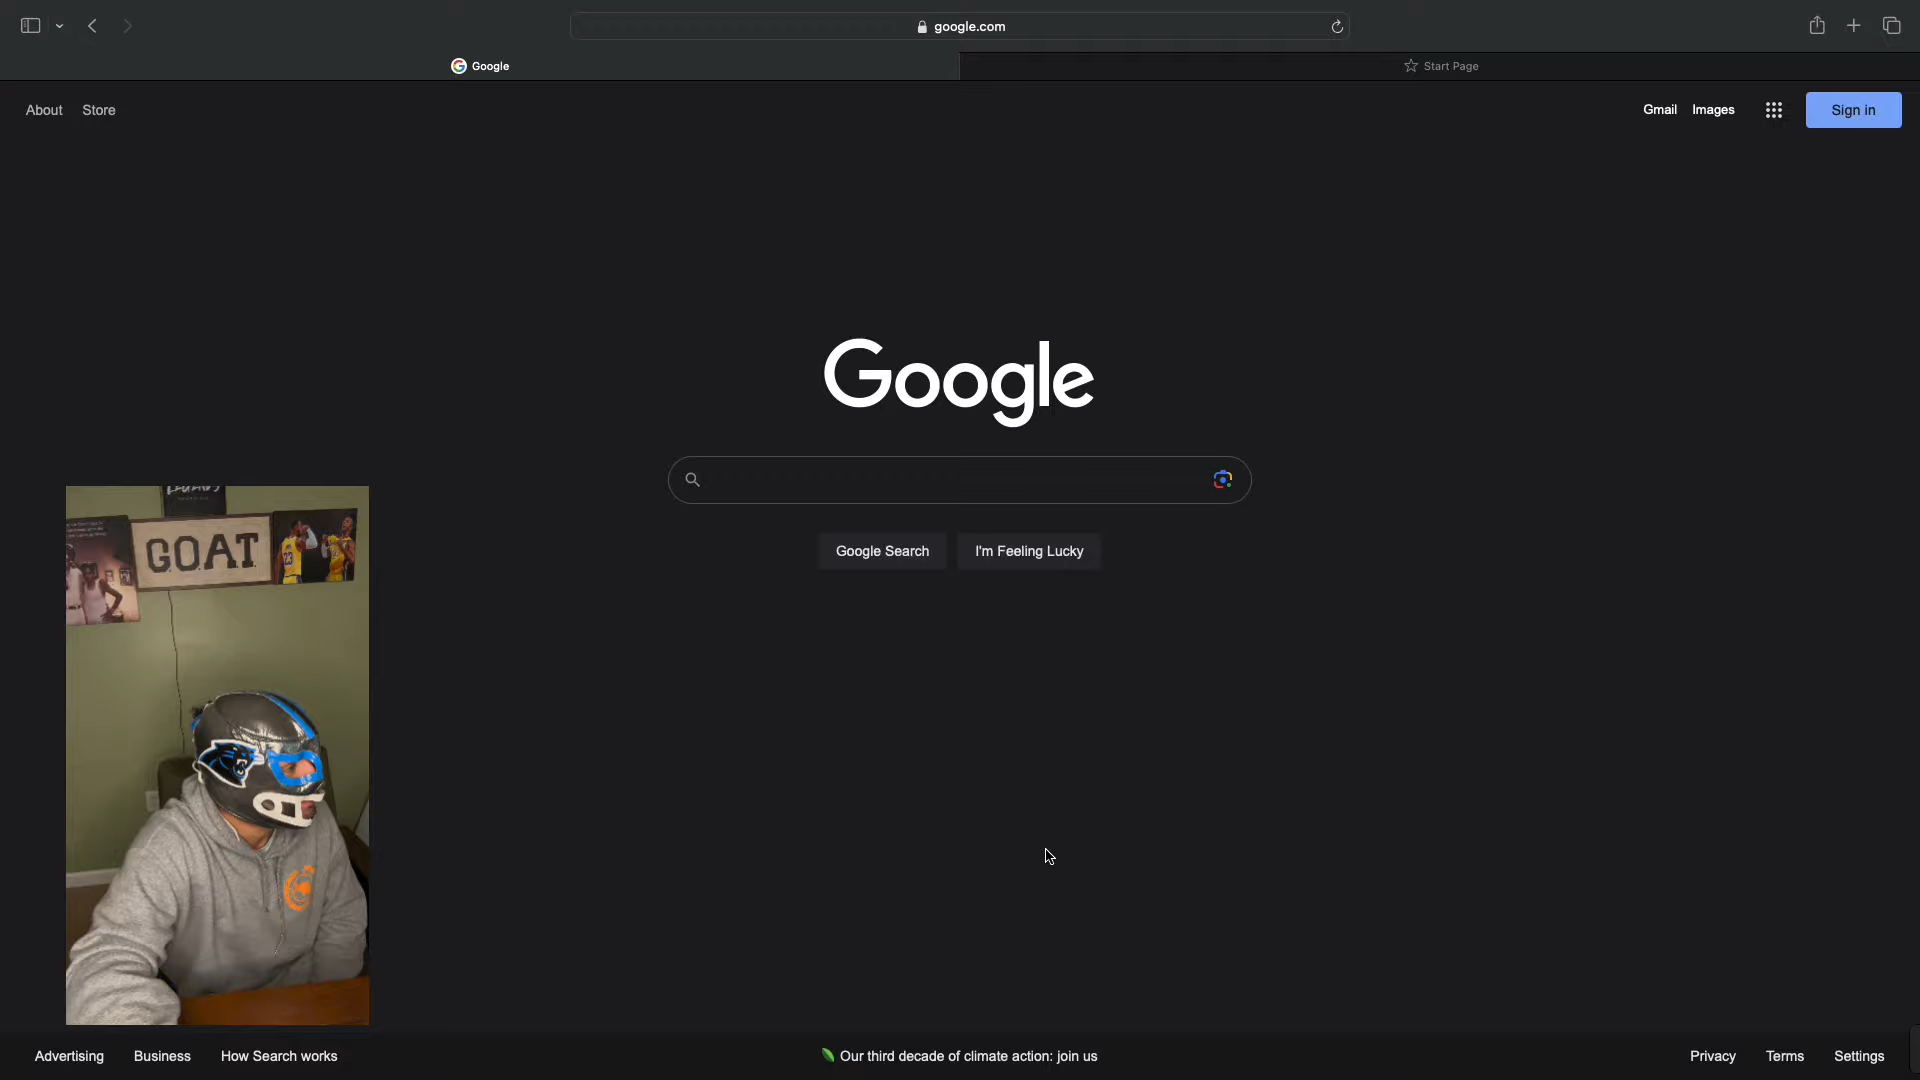 google.com
Google
Start Page
About
Store
Gmail
Images
Sign in
Google
Google Search
I'm Feeling Lucky
G.O.A.T
23
Advertising
Business
How Search works
Our third decade of climate action: join us
Privacy
Terms
Settings